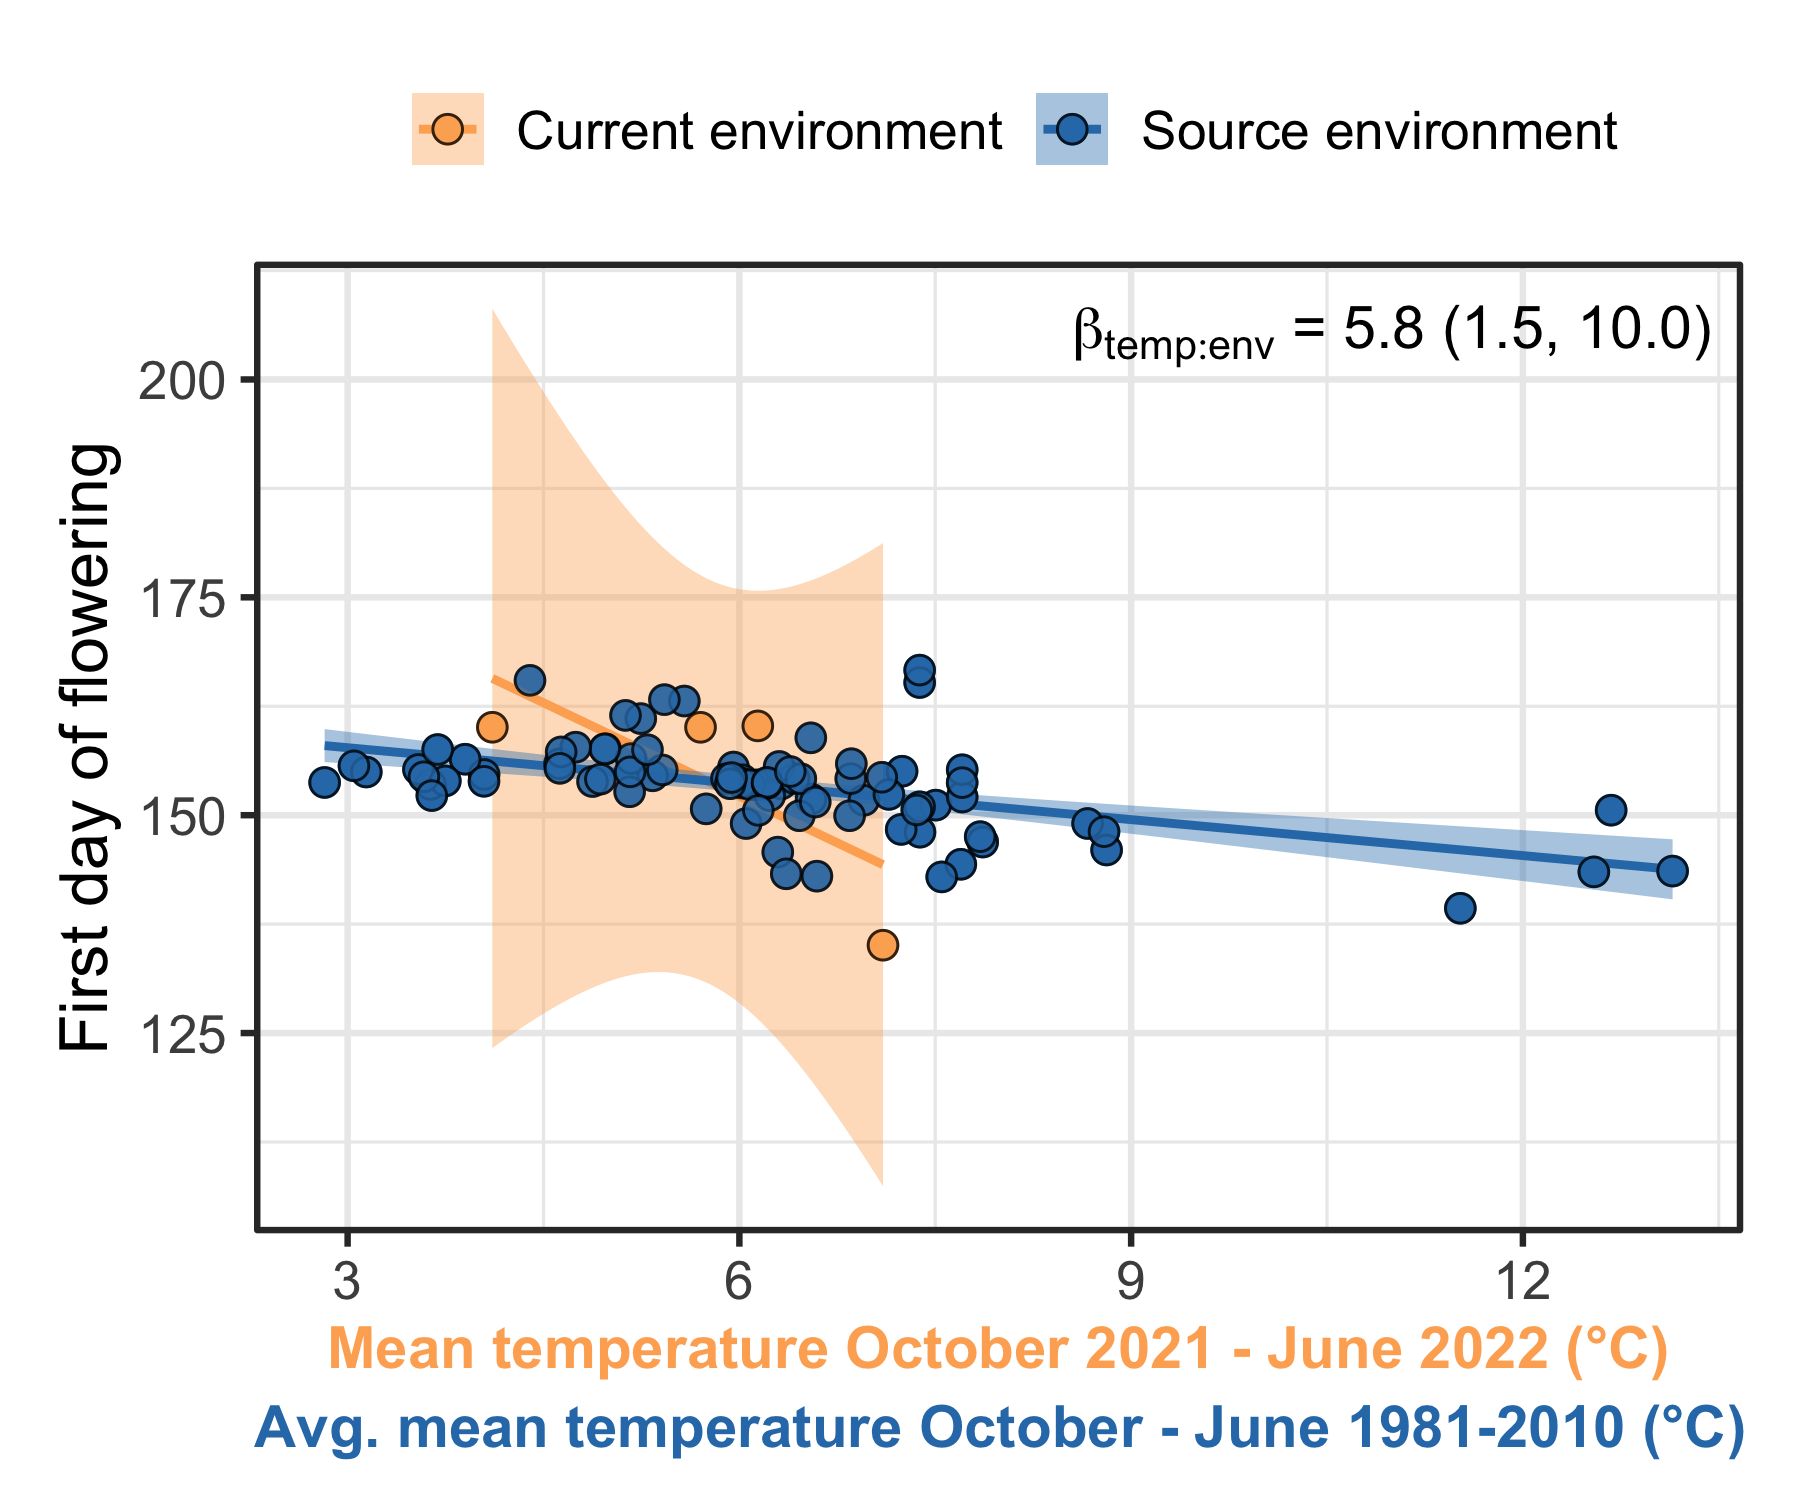 Current environment
Source environment
βtemp:env = 5.8 (1.5, 10.0)
First day of flowering
200
175
150
125
3
6
9
12
Mean temperature October 2021 - June 2022 (°C)
Avg. mean temperature October - June 1981-2010 (°C)